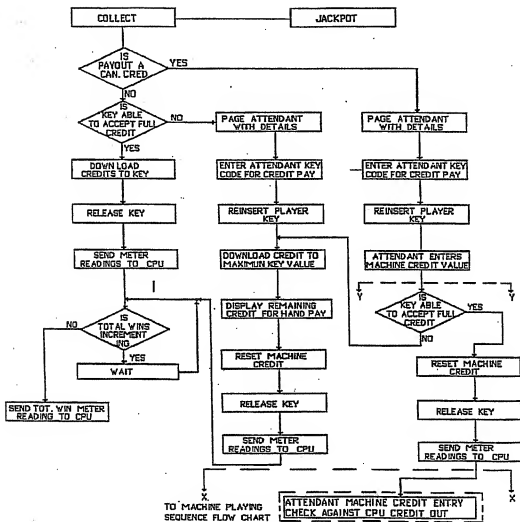 COLLECT
JACKPOT
IS
PAYOUT A
CAN. CRED
YES
NO
IS
KEY ABLE
TO ACCEPT FULL
CREDIT
NO
YES
PAGE ATTENDANT
WITH DETAILS
PAGE ATTENDANT
WITH DETAILS
DOWNLOAD
CREDITS TO KEY
ENTER ATTENDANT KEY
CODE FOR CREDIT PAY
ENTER ATTENDANT KEY
CODE FOR CREDIT PAY
RELEASE KEY
REINSERT PLAYER
KEY
REINSERT PLAYER
KEY
SEND METER
READINGS TO CPU
DOWNLOAD CREDIT TO
MAXIMUN KEY VALUE
ATTENDANT ENTERS
MACHINE CREDIT VALUE
Y
Y
IS
TOTAL WINS
INCREMENT
ING
NO
YES
DISPLAY REMAINING
CREDIT FOR HAND PAY
IS
KEY ABLE
TO ACCEPT FULL
CREDIT
YES
NO
WAIT
RESET MACHINE
CREDIT
RESET MACHINE
CREDIT
SEND TOT. WIN METER
READING TO CPU
RELEASE KEY
RELEASE KEY
SEND METER
READINGS TO CPU
SEND METER
READINGS TO CPU
X
X
TO MACHINE PLAYING
SEQUENCE FLOW CHART
ATTENDANT MACHINE CREDIT ENTRY
CHECK AGAINST CPU CREDIT OUT